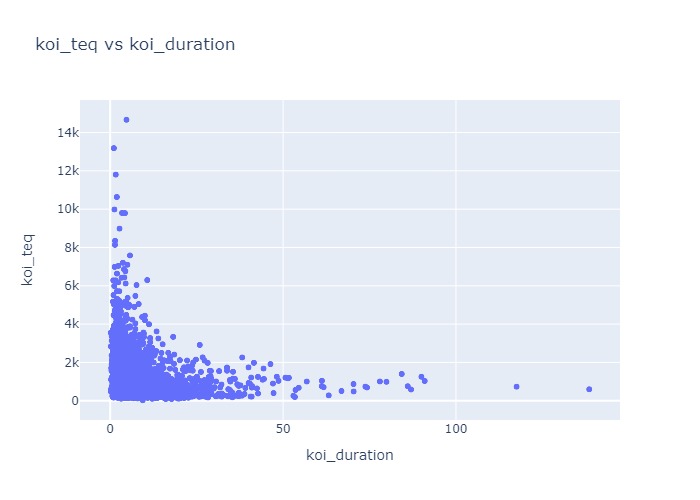 koi_teq vs koi_duration
14k
12k
10k
8k
6k
4k
2k
0
koi_teq
0 50 100
koi_duration